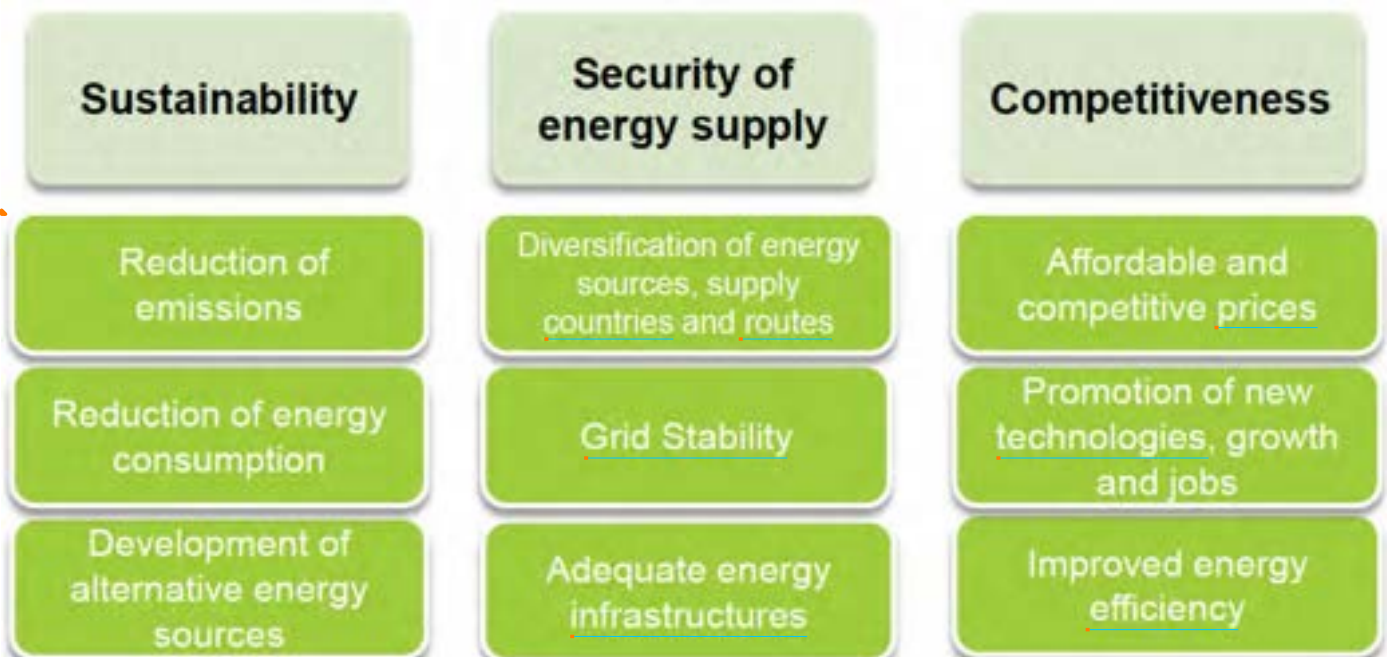 Sustainability
Reduction of
emissions
Reduction of energy
consumption
Development of
alternative energy
sources
Security of
energy supply
Diversification of energy
sources, supply
countries and routes
Grid Stability
Adequate energy
infrastructures
Competitiveness
Affordable and
competitive prices
Promotion of new
technologies, growth
and jobs
Improved energy
efficiency